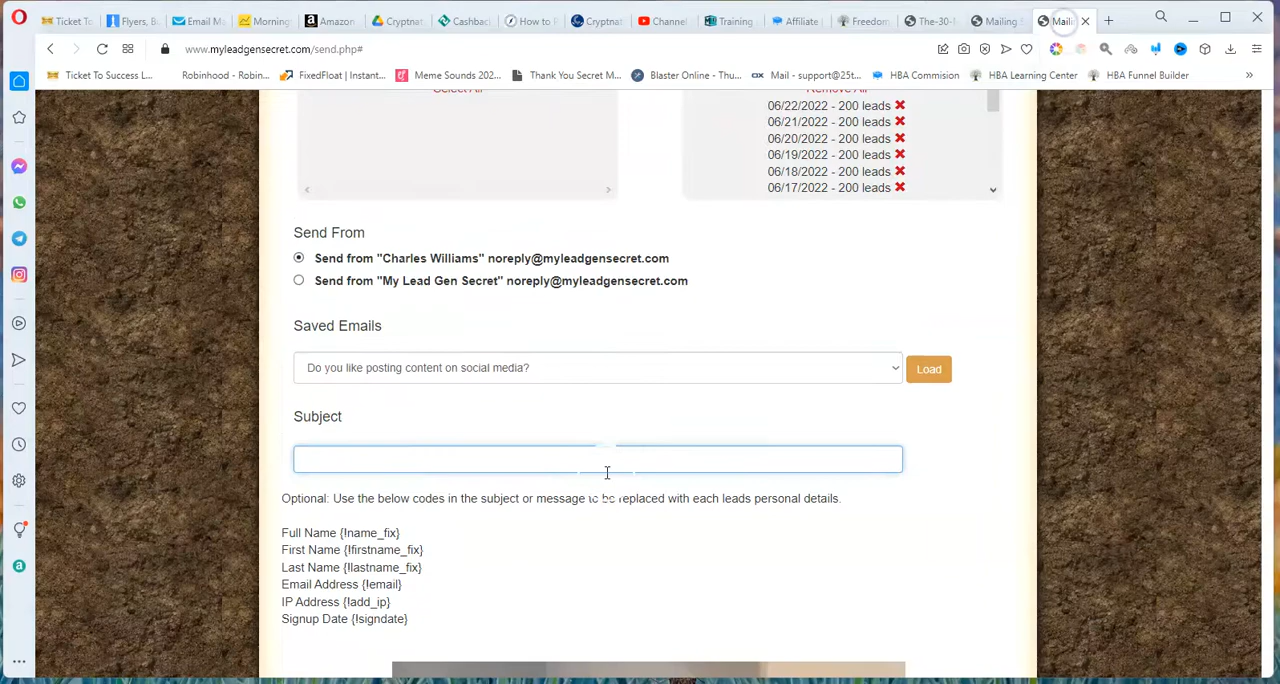 Ticket To
Flyers, B
Email M
Morning
Amazon
Cryptnat
Cashbac
How to
Cryptna
Channel
Training
Affiliate
Freedom
The-30-
Mailing
Maili
www.myleadgensecret.com/send.php#
Ticket To Success L...
Robinhood - Robin...
FixedFloat | Instant...
Meme Sounds 202...
Thank You Secret M...
Blaster Online - Thu...
Mail - support@25t...
HBA Commision
HBA Learning Center
HBA Funnel Builder
»
06/22/2022 - 200 leads ✖
06/21/2022 - 200 leads ✖
06/20/2022 - 200 leads ✖
06/19/2022 - 200 leads ✖
06/18/2022 - 200 leads ✖
06/17/2022 - 200 leads ✖
Send From
Send from "Charles Williams" noreply@myleadgensecret.com
Send from "My Lead Gen Secret" noreply@myleadgensecret.com
Saved Emails
Do you like posting content on social media?
Load
Subject
Optional: Use the below codes in the subject or message to be replaced with each leads personal details.
Full Name {!name_fix}
First Name {!firstname_fix}
Last Name {!lastname_fix}
Email Address {!email}
IP Address {!add_ip}
Signup Date {!signdate}